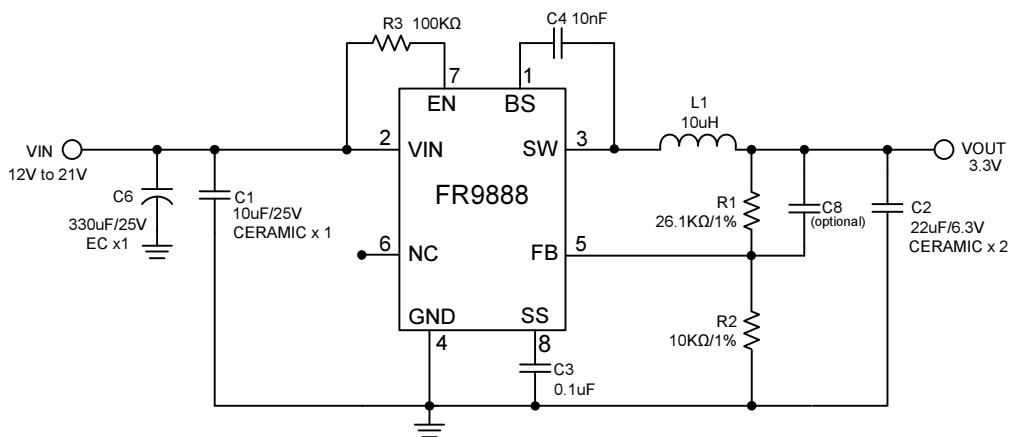 R3 100KΩ
C4 10nF
7
1
EN
BS
L1
10uH
VIN
12V to 21V
2
VIN
SW
3
VOUT
3.3V
FR9888
C6
330uF/25V
EC x1
C1
10uF/25V
CERAMIC x 1
R1
26.1KΩ/1%
C8
(optional)
C2
22uF/6.3V
CERAMIC x 2
6
NC
FB
5
GND
SS
4
8
R2
10KΩ/1%
C3
0.1uF